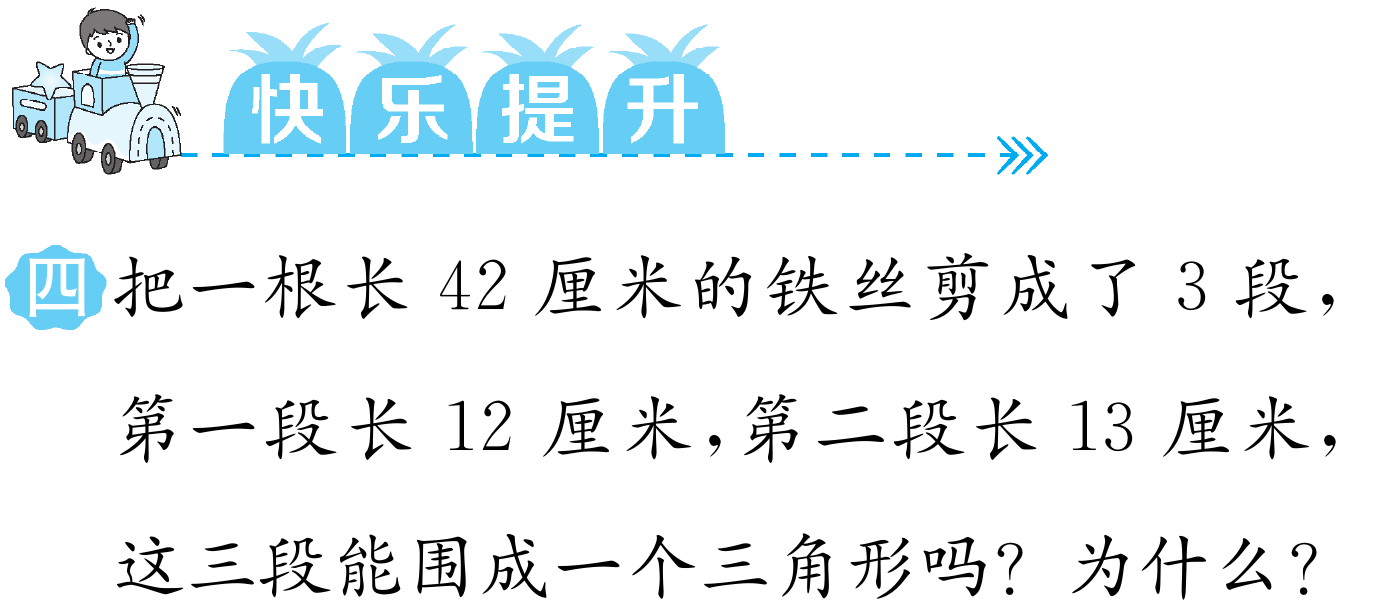 快乐提升
四 把一根长 42 厘米的铁丝剪成了 3 段，
第一段长 12 厘米，第二段长 13 厘米，
这三段能围成一个三角形吗？为什么？